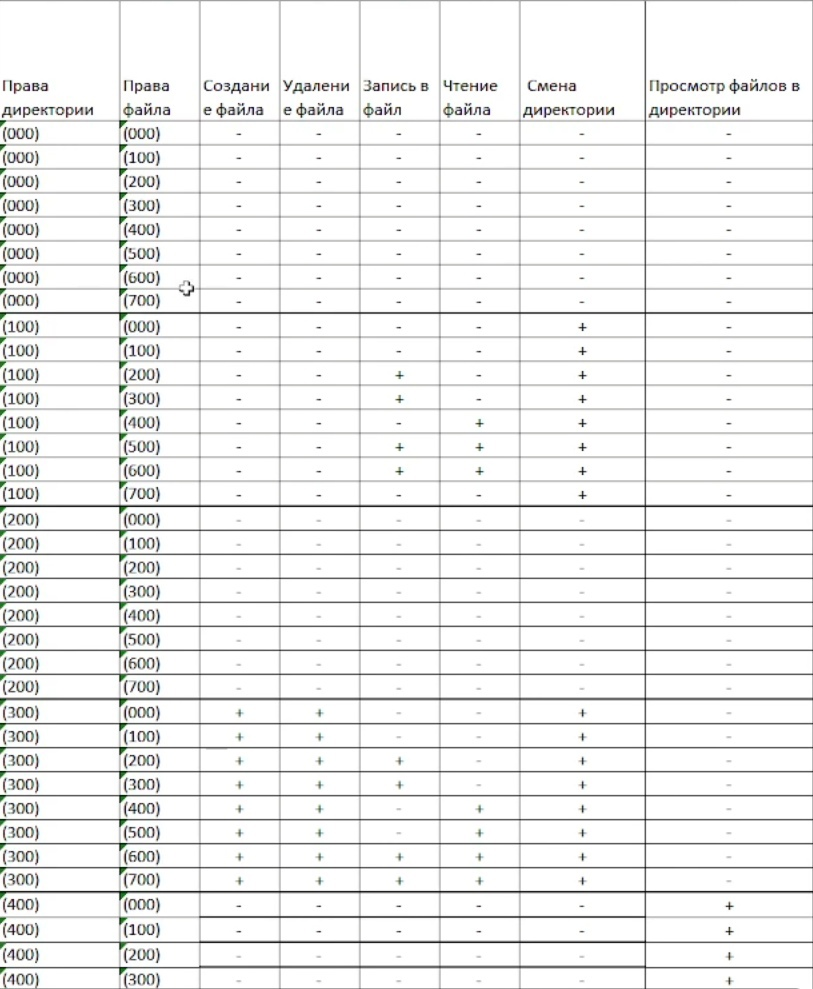 Права директории Права файла Создани е файла Удалени е файла Запись в файл Чтение файла Смена директории Просмотр файлов в директории
(000) (000) - - - - - -
(000) (100) - - - - - -
(000) (200) - - - - - -
(000) (300) - - - - - -
(000) (400) - - - - - -
(000) (500) - - - - - -
(000) (600) - - - - - -
(000) (700) - - - - - -
(100) (000) - - - - + -
(100) (100) - - - - + -
(100) (200) - - + - + -
(100) (300) - - + - + -
(100) (400) - - - + + -
(100) (500) - - + + + -
(100) (600) - - + + + -
(100) (700) - - - - + -
(200) (000) - - - - - -
(200) (100) - - - - - -
(200) (200) - - - - - -
(200) (300) - - - - - -
(200) (400) - - - - - -
(200) (500) - - - - - -
(200) (600) - - - - - -
(200) (700) - - - - - -
(300) (000) + + - - + -
(300) (100) + + - - + -
(300) (200) + + + - + -
(300) (300) + + + - + -
(300) (400) + + - + + -
(300) (500) + + - + + -
(300) (600) + + + + + -
(300) (700) + + + + + -
(400) (000) - - - - - +
(400) (100) - - - - - +
(400) (200) - - - - - +
(400) (300) - - - - - +